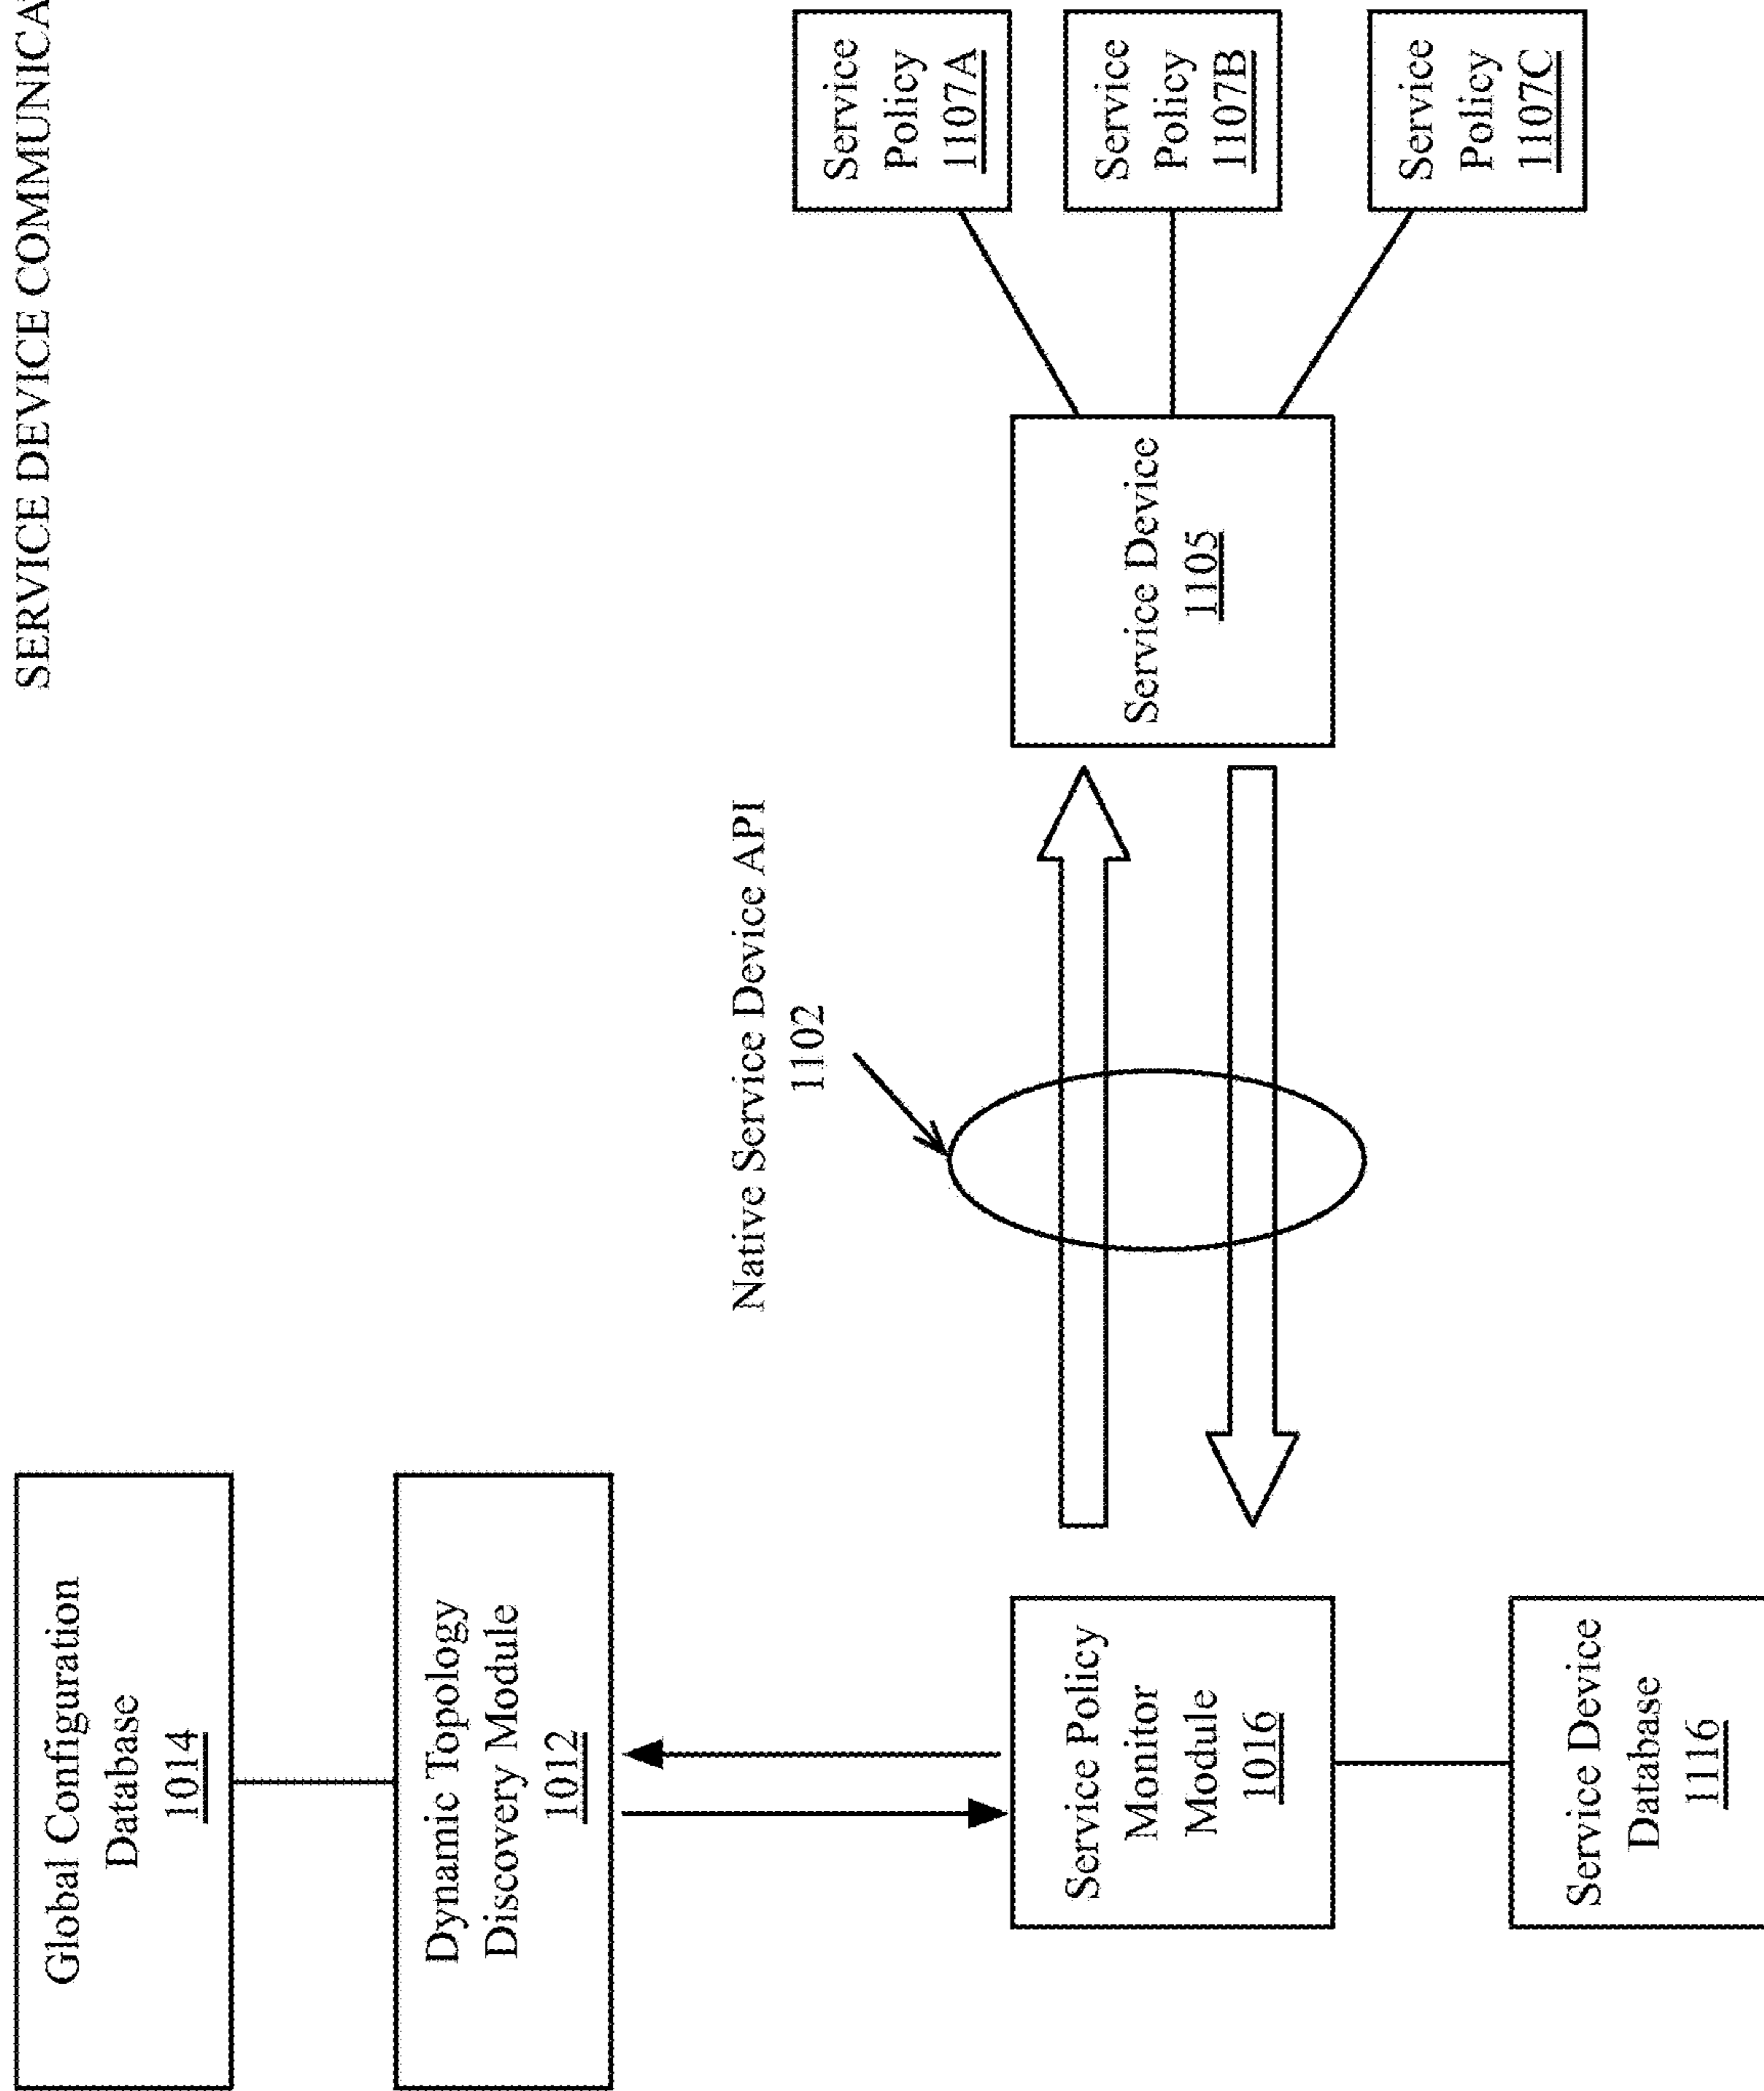 SERVICE DEVICE
Global Configuration
Database
1014
Dynamic Topology
Discovery Module
1012
Native Service Device API
1102
Service Policy
Monitor
Module
1016
Service Device
1105
Service
Policy
1107A
Service
Policy
1107B
Service
Policy
1107C
Service Device
Database
1116